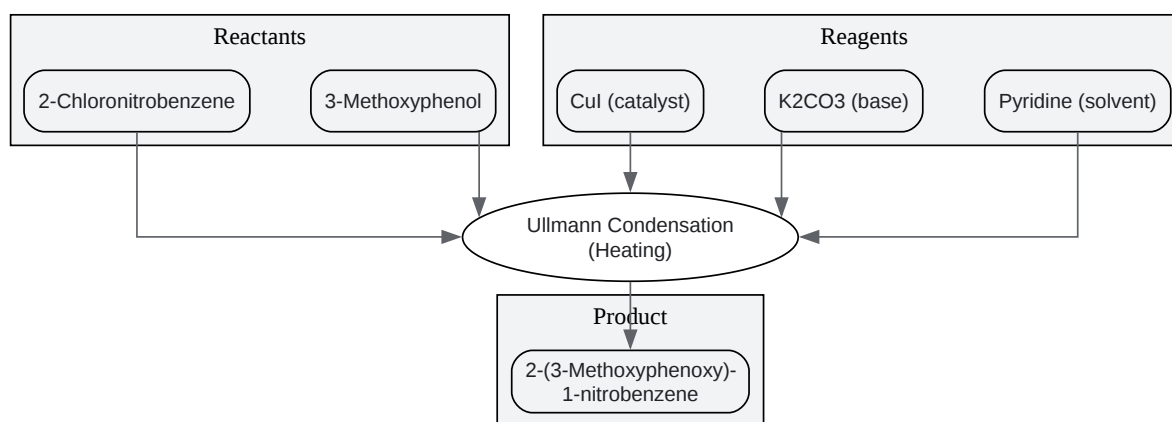 Reactants
Reagents
2-Chloronitrobenzene
3-Methoxyphenol
CuI (catalyst)
K2CO3 (base)
Pyridine (solvent)
Ullmann Condensation
(Heating)
Product
2-(3-Methoxyphenoxy)-
1-nitrobenzene